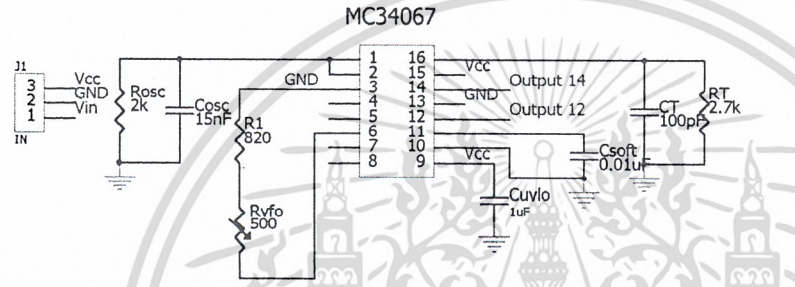 MC34067
J1
3 Vcc
2 GND
1 Vin
IN
Rosc
2k
Cosc
15nF
GND
R1
820
Rvfo
500
1 16
2 15 Vcc
3 14 Output 14
4 13 GND
5 12 Output 12
6 11
7 10
8 9 Vcc
Cuvlo
1uF
Csoft
0.01uF
CT
100pF
RT
2.7k